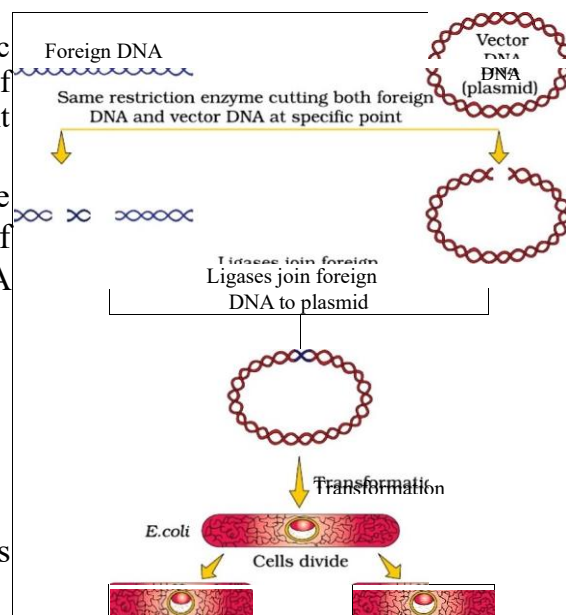 c
f
t
e
f
A
s
Foreign DNA
Vector
DNA
(plasmid)
Same restriction enzyme cutting both foreign
DNA and vector DNA at specific point
Ligases join foreign
DNA to plasmid
Transformation
E.coli
Cells divide